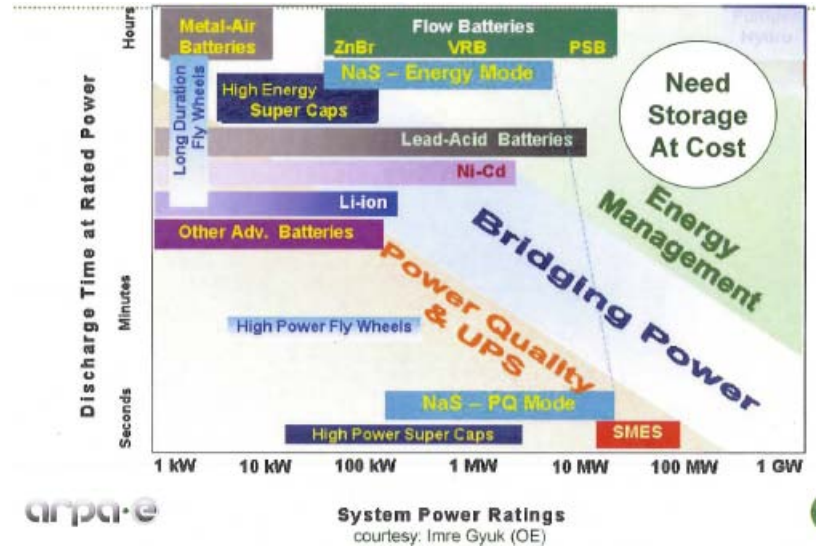 Hours
Minutes
Seconds
Discharge Time at Rated Power
Metal-Air
Batteries
Flow Batteries
ZnBr VRB PSB
Pumped
Hydro
NaS – Energy Mode
High Energy
Super Caps
Long Duration
Fly Wheels
Need
Storage
At Cost
Lead-Acid Batteries
Ni-Cd
Li-ion
Other Adv. Batteries
Energy
Management
Bridging Power
Power Quality
& UPS
High Power Fly Wheels
NaS – PQ Mode
High Power Super Caps
SMES
1 kW 10 kW 100 kW 1 MW 10 MW 100 MW 1 GW
System Power Ratings
courtesy: Imre Gyuk (OE)
arpa·e